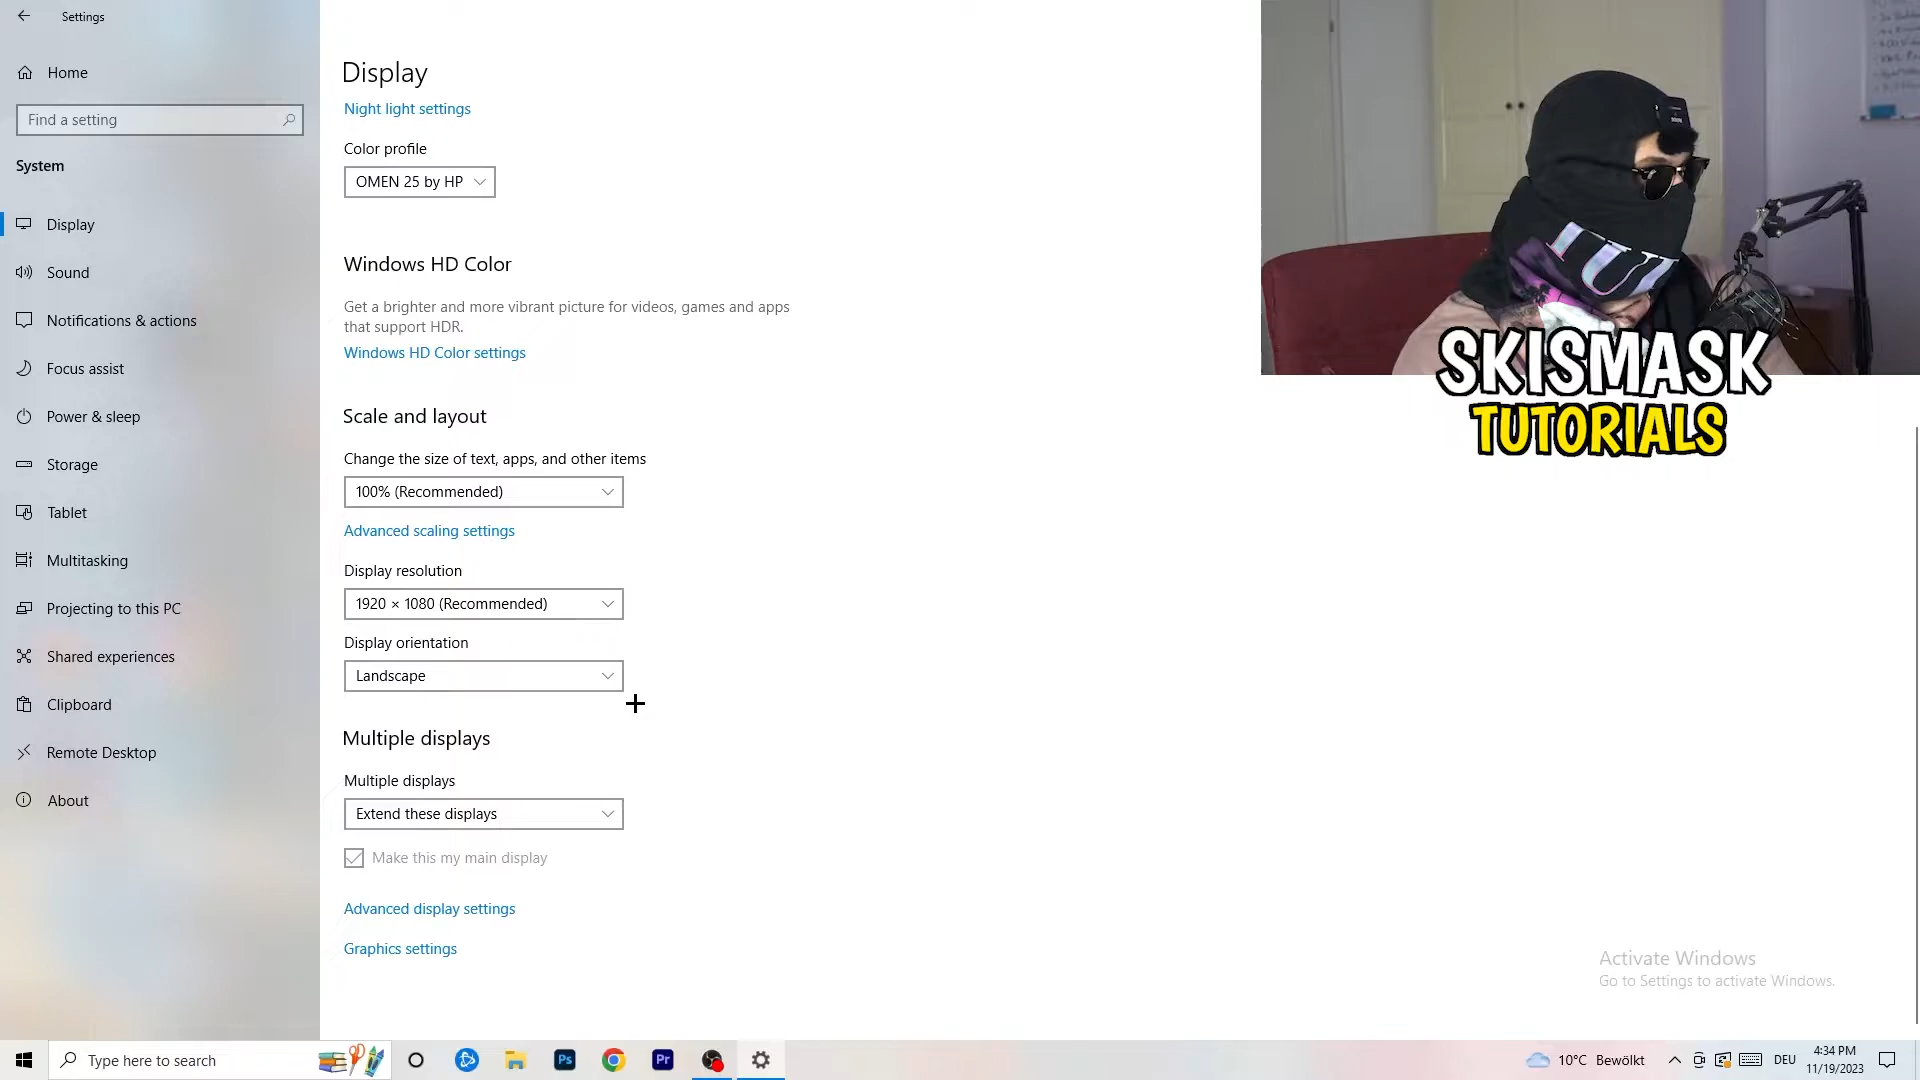 Settings
Home
Find a setting
System
Display
Sound
Notifications & actions
Focus assist
Power & sleep
Storage
Tablet
Multitasking
Projecting to this PC
Shared experiences
Clipboard
Remote Desktop
About
Display
Night light settings
Color profile
OMEN 25 by HP
Windows HD Color
Get a brighter and more vibrant picture for videos, games and apps
that support HDR.
Windows HD Color settings
Scale and layout
Change the size of text, apps, and other items
100% (Recommended)
Advanced scaling settings
Display resolution
1920 × 1080 (Recommended)
Display orientation
Landscape
Multiple displays
Multiple displays
Extend these displays
Make this my main display
Advanced display settings
Graphics settings
SKISMASK
TUTORIALS
Activate Windows
Go to Settings to activate Windows.
Type here to search
Ps
Pr
10°C Bewölkt
DEU
4:34 PM
11/19/2023